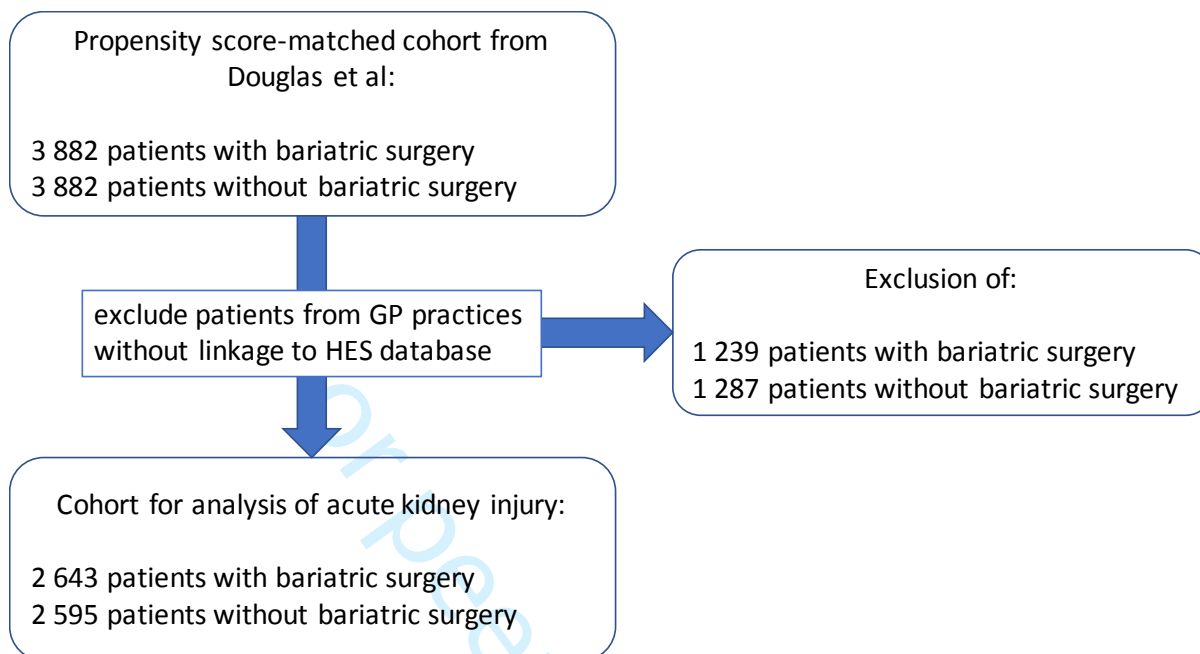 Propensity score-matched cohort from
Douglas et al:
3 882 patients with bariatric surgery
3 882 patients without bariatric surgery
exclude patients from GP practices
without linkage to HES database
Exclusion of:
1 239 patients with bariatric surgery
1 287 patients without bariatric surgery
Cohort for analysis of acute kidney injury:
2 643 patients with bariatric surgery
2 595 patients without bariatric surgery
or pee